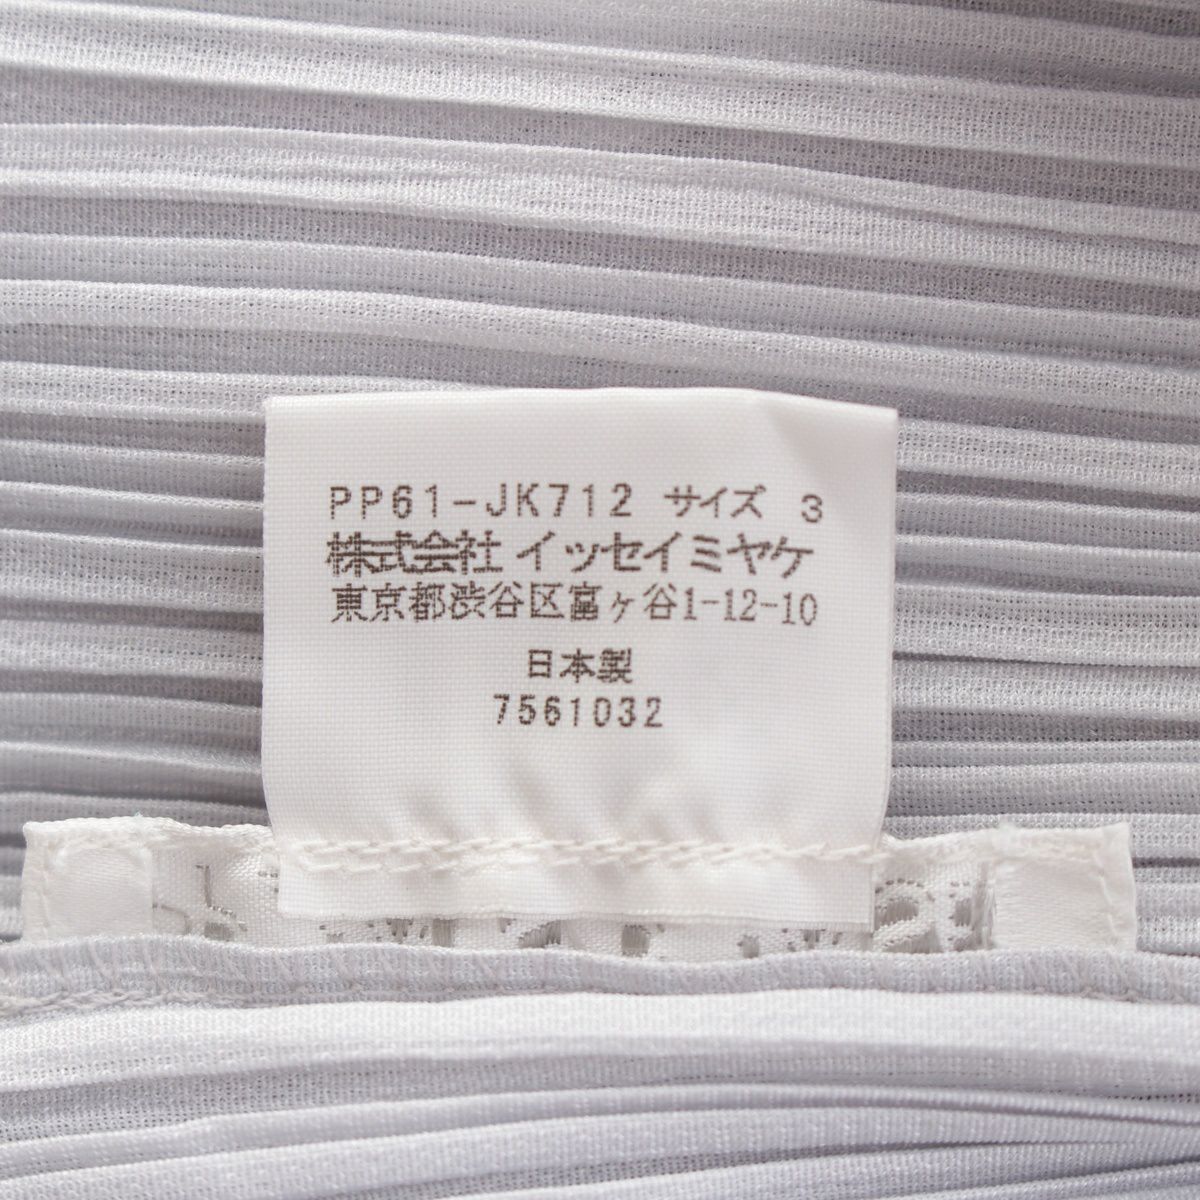 PP61-JK712 サイズ 3
株式会社 イッセイミヤケ
東京都渋谷区富ヶ谷1-12-10
日本製
7561032